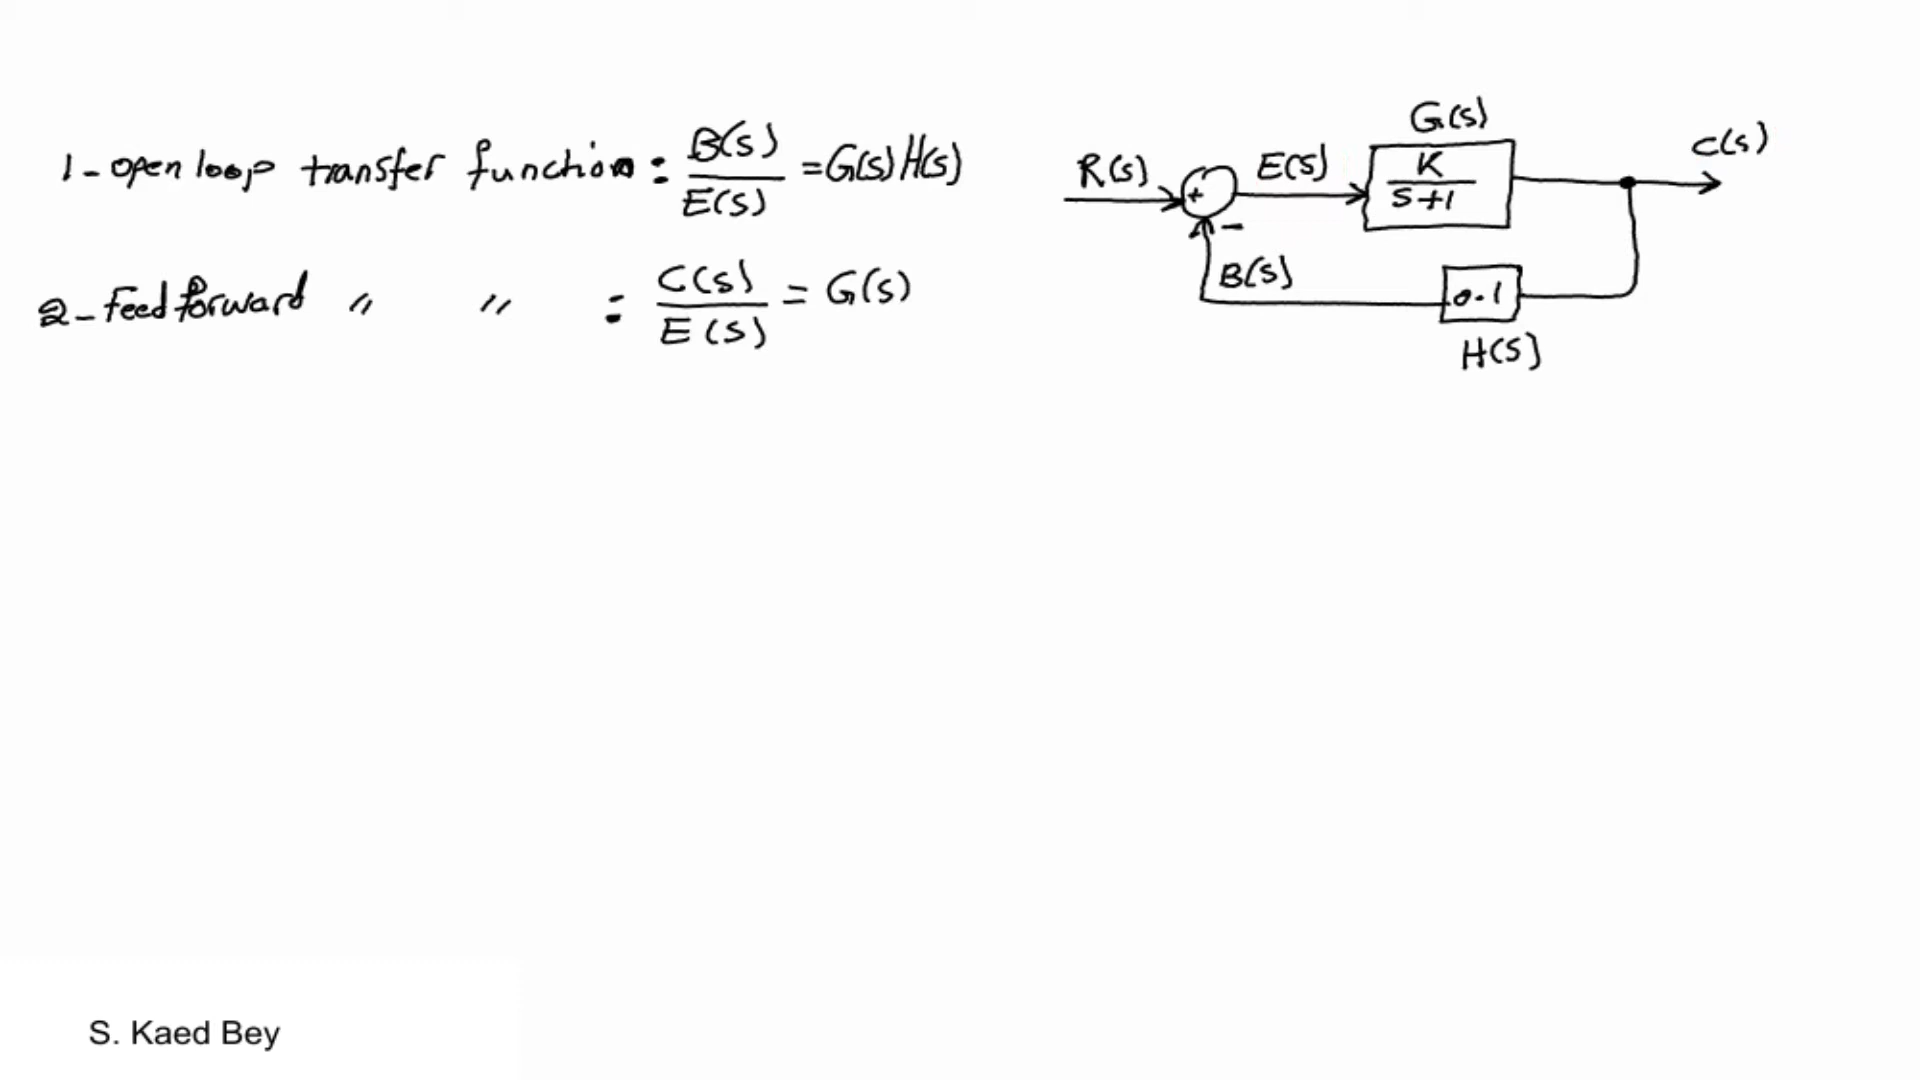 1- open loop transfer function : B(s) / E(s) = G(s) H(s)
2- feed forward " " : C(s) / E(s) = G(s)
G(s)
R(s) + E(s) K / S+1 C(s)
-
B(s) 0.1
H(s)
S. Kaed Bey